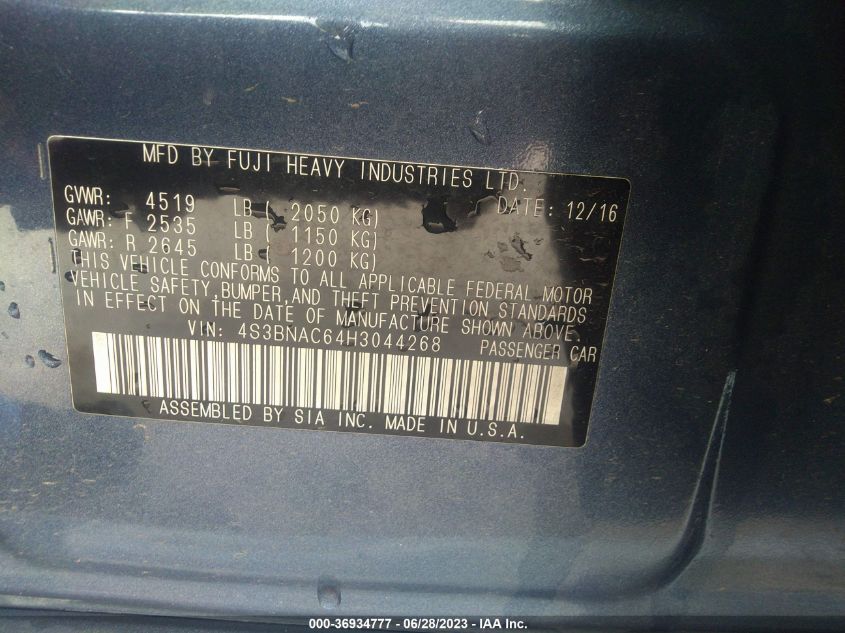 MFD BY FUJI HEAVY INDUSTRIES LTD.
DATE: 12/16
GVWR: 4519 LB ( 2050 KG)
GAWR: F 2535 LB ( 1150 KG)
GAWR: R 2645 LB ( 1200 KG)
THIS VEHICLE CONFORMS TO ALL APPLICABLE FEDERAL MOTOR
VEHICLE SAFETY,BUMPER,AND THEFT PREVENTION STANDARDS
IN EFFECT ON THE DATE OF MANUFACTURE SHOWN ABOVE.
VIN: 4S3BNAC64H3044268 PASSENGER CAR
ASSEMBLED BY SIA INC. MADE IN U.S.A.
000-36934777 - 06/28/2023 - IAA Inc.